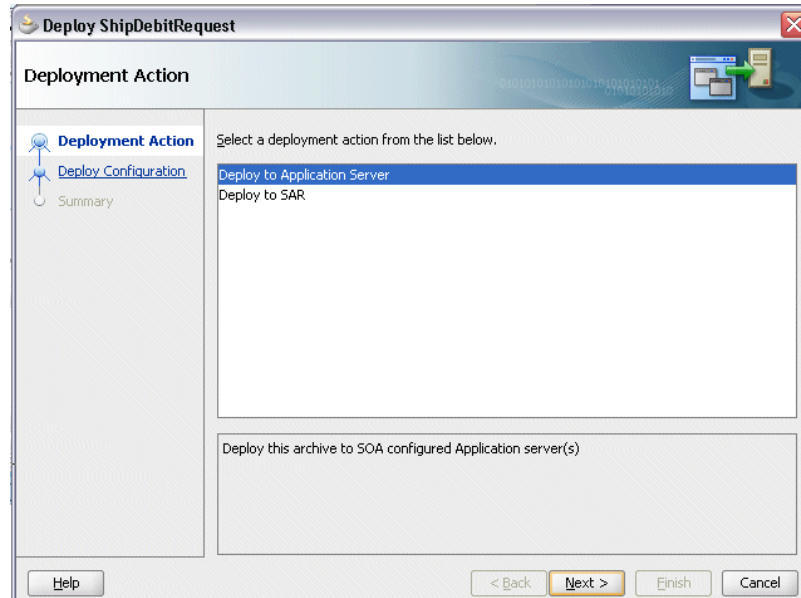 Deploy ShipDebitRequest
Deployment Action
Deployment Action
Deploy Configuration
Summary
Select a deployment action from the list below.
Deploy to Application Server
Deploy to SAR
Deploy this archive to SOA configured Application server(s)
Help
< Back
Next >
Finish
Cancel